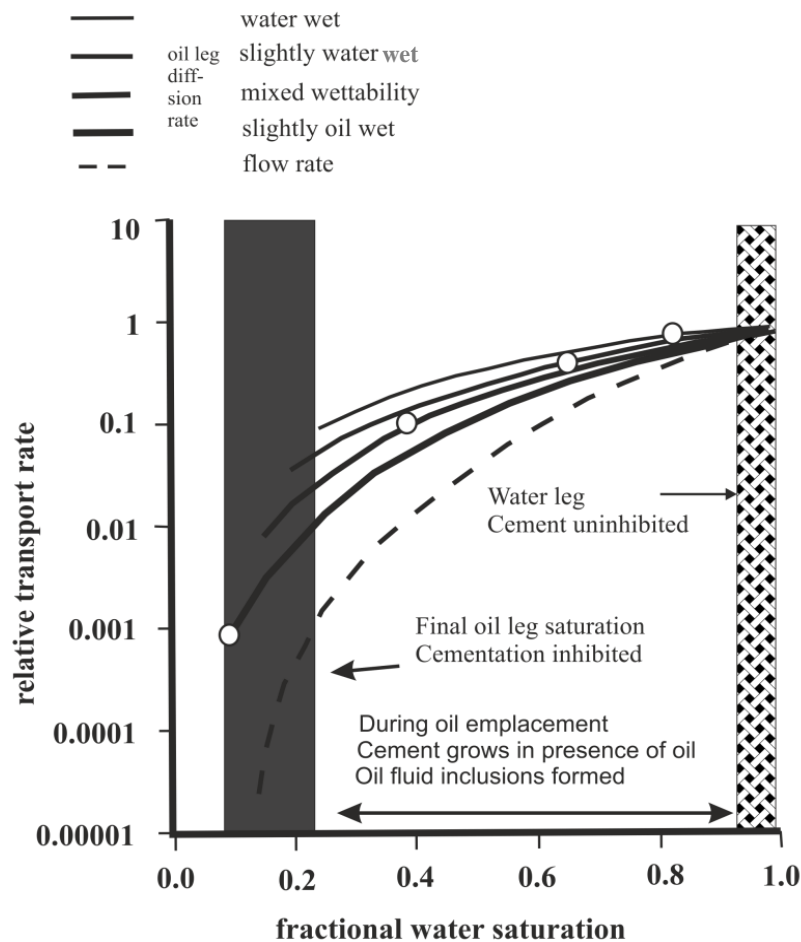 water wet
slightly water wet
mixed wettability
slightly oil wet
flow rate
oil leg
diff-
sion
rate
10
1
0.1
0.01
0.001
0.0001
0.00001
relative transport rate
Water leg
Cement uninhibited
Final oil leg saturation
Cementation inhibited
During oil emplacement
Cement grows in presence of oil
Oil fluid inclusions formed
0.0 0.2 0.4 0.6 0.8 1.0
fractional water saturation